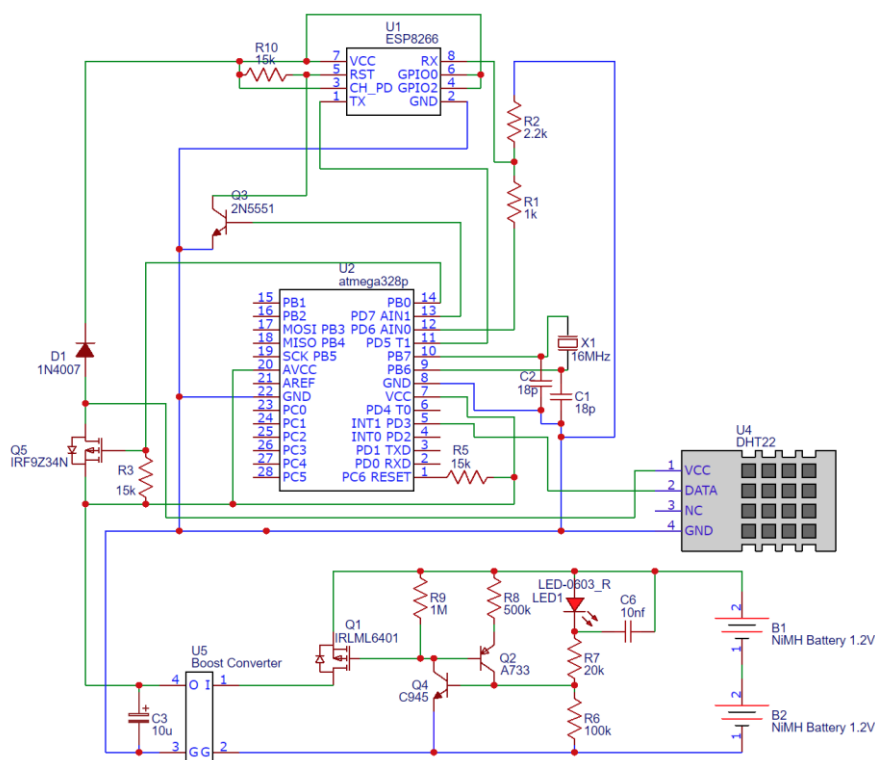 U1
ESP8266
R10
15k
7 VCC RX 8
5 RST GPIO0 6
3 CH_PD GPIO2 4
1 TX GND 2
R2
2.2k
R1
1k
Q3
2N5551
U2
atmega328p
15 PB1 PB0 14
16 PB2 PD7 AIN1 13
17 MOSI PB3 PD6 AIN0 12
18 MISO PB4 PD5 T1 11
19 SCK PB5 PB7 10
20 AVCC PB6 9
21 AREF GND 8
22 GND VCC 7
23 PC0 PD4 T0 6
24 PC1 INT1 PD3 5
25 PC2 INT0 PD2 4
26 PC3 PD1 TXD 3
27 PC4 PD0 RXD 2
28 PC5 PC6 RESET 1
X1
16MHz
C2
18p
C1
18p
D1
1N4007
Q5
IRF9Z34N
R3
15k
R5
15k
U4
DHT22
1 VCC
2 DATA
3 NC
4 GND
LED-0603_R
LED1
R9
1M
R8
500k
C6
10nf
Q1
IRLML6401
Q2
A733
R7
20k
Q4
C945
R6
100k
2
B1
NiMH Battery 1.2V
1
2
B2
NiMH Battery 1.2V
1
U5
Boost Converter
4 O I 1
3 G G 2
C3
10u
+